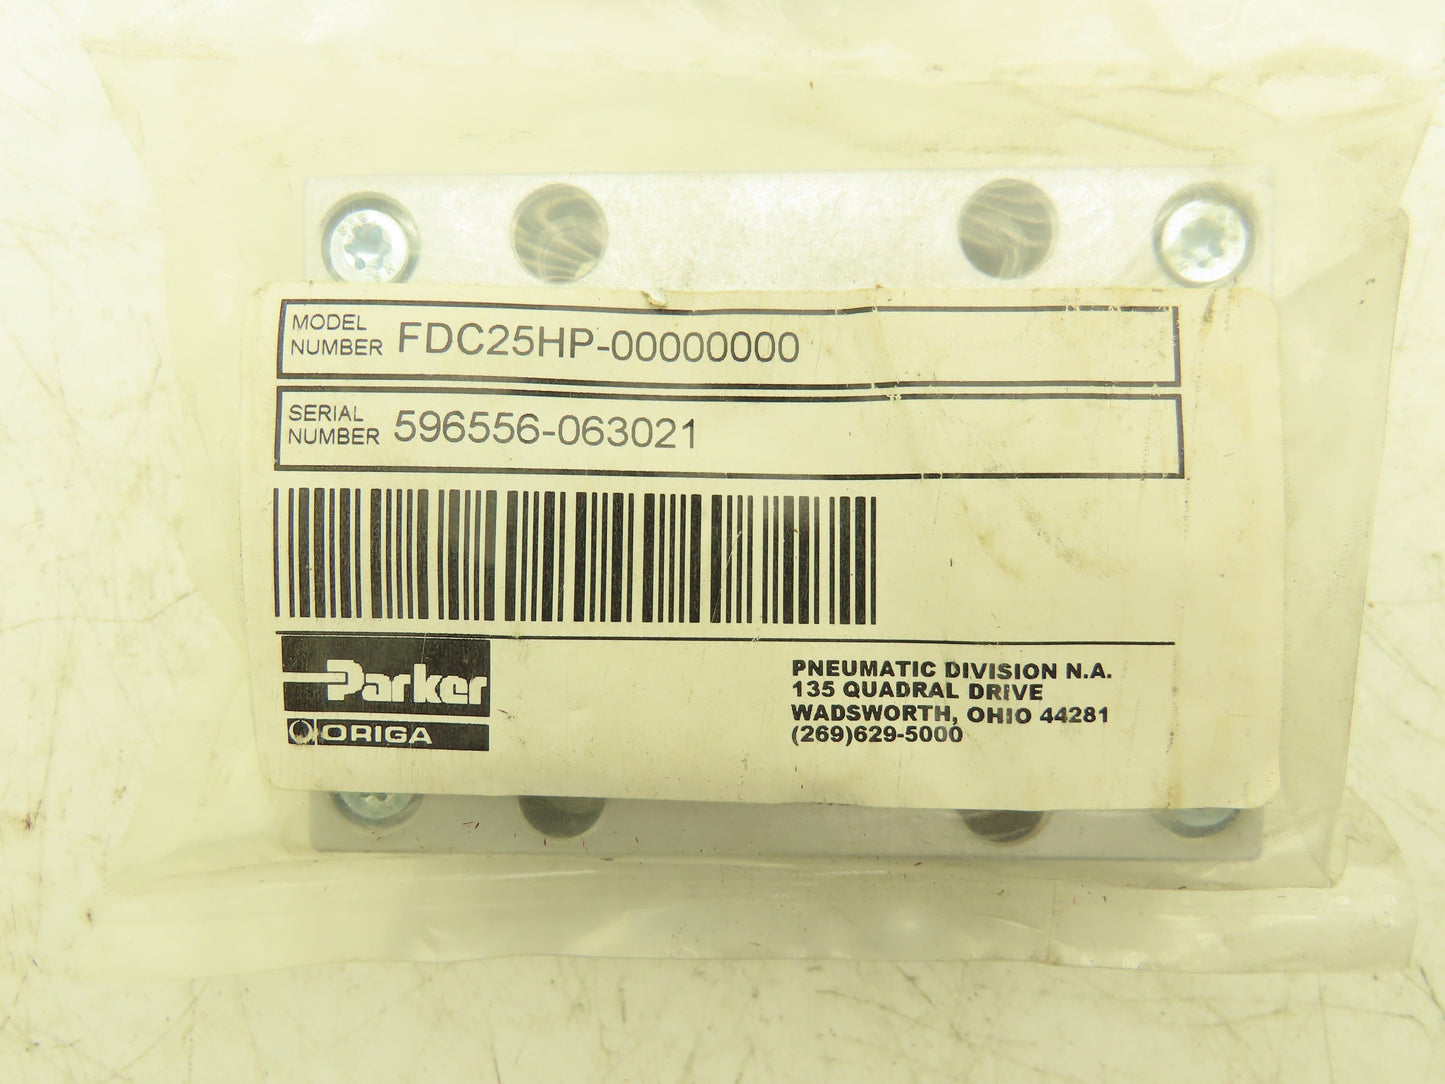 MODEL
NUMBER FDC25HP-00000000
SERIAL
NUMBER 596556-063021
Parker
ORIGA
PNEUMATIC DIVISION N.A.
135 QUADRAL DRIVE
WADSWORTH, OHIO 44281
(269)629-5000